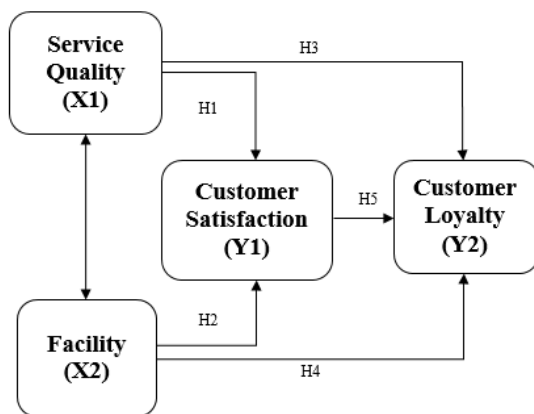 Service
Quality
(X1)
H3
H1
Customer
Satisfaction
(Y1)
H5
Customer
Loyalty
(Y2)
H2
Facility
(X2)
H4